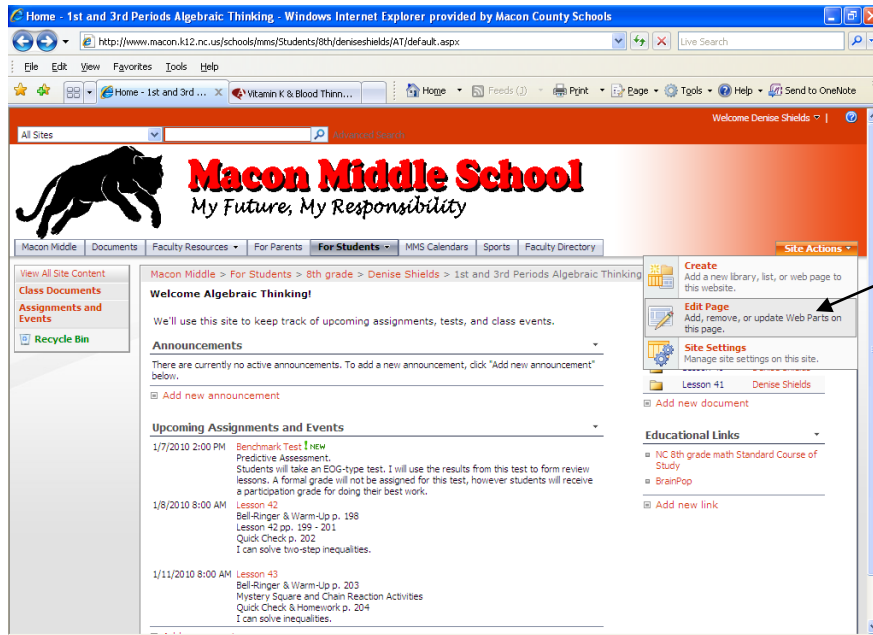 Home - 1st and 3rd Periods Algebraic Thinking - Windows Internet Explorer provided by Macon County Schools
http://www.macon.k12.nc.us/schools/mms/Students/8th/deniseshields/AT/default.aspx
Live Search
File Edit View Favorites Tools Help
Home - 1st and 3rd ... Vitamin K & Blood Thinn... Home Feeds (J) Print Page Tools Help Send to OneNote
Welcome Denise Shields
All Sites Advanced Search
Macon Middle School
My Future, My Responsibility
Macon Middle Documents Faculty Resources For Parents For Students MMS Calendars Sports Faculty Directory Site Actions
View All Site Content
Class Documents
Assignments and Events
Recycle Bin
Macon Middle > For Students > 8th grade > Denise Shields > 1st and 3rd Periods Algebraic Thinking
Welcome Algebraic Thinking!
We'll use this site to keep track of upcoming assignments, tests, and class events.
Announcements
There are currently no active announcements. To add a new announcement, click "Add new announcement"
below.
Add new announcement
Upcoming Assignments and Events
1/7/2010 2:00 PM Benchmark Test ! NEW
Predictive Assessment.
Students will take an EOG-type test. I will use the results from this test to form review
lessons. A formal grade will not be assigned for this test, however students will receive
a participation grade for doing their best work.
1/8/2010 8:00 AM Lesson 42
Bell-Ringer & Warm-Up p. 198
Lesson 42 pp. 199 - 201
Quick Check p. 202
I can solve two-step inequalities.
1/11/2010 8:00 AM Lesson 43
Bell-Ringer & Warm-Up p. 203
Mystery Square and Chain Reaction Activities
Quick Check & Homework p. 204
I can solve inequalities.
Create
Add a new library, list, or web page to
this website.
Edit Page
Add, remove, or update Web Parts on
this page.
Site Settings
Manage site settings on this site.
Lesson 41 Denise Shields
Add new document
Educational Links
NC 8th grade math Standard Course of
Study
BrainPop
Add new link